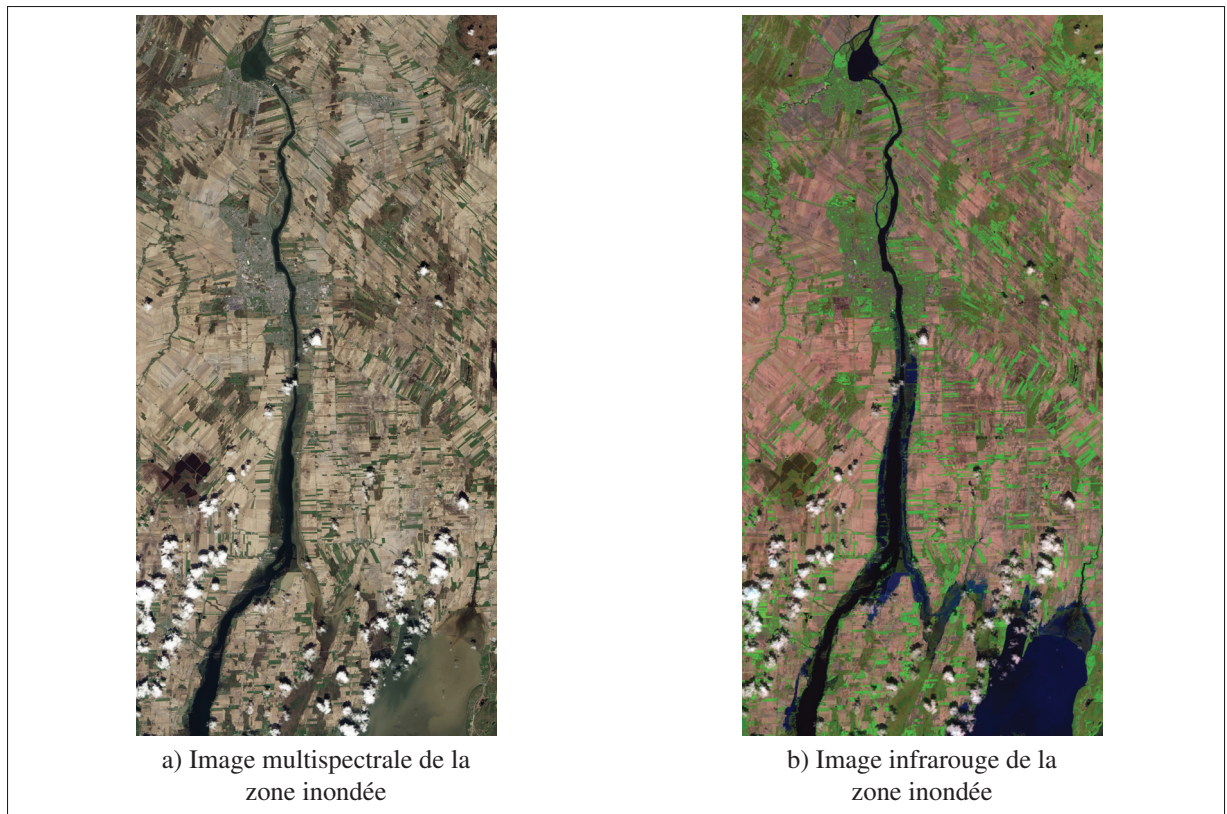 a) Image multispectrale de la
zone inondée
b) Image infrarouge de la
zone inondée